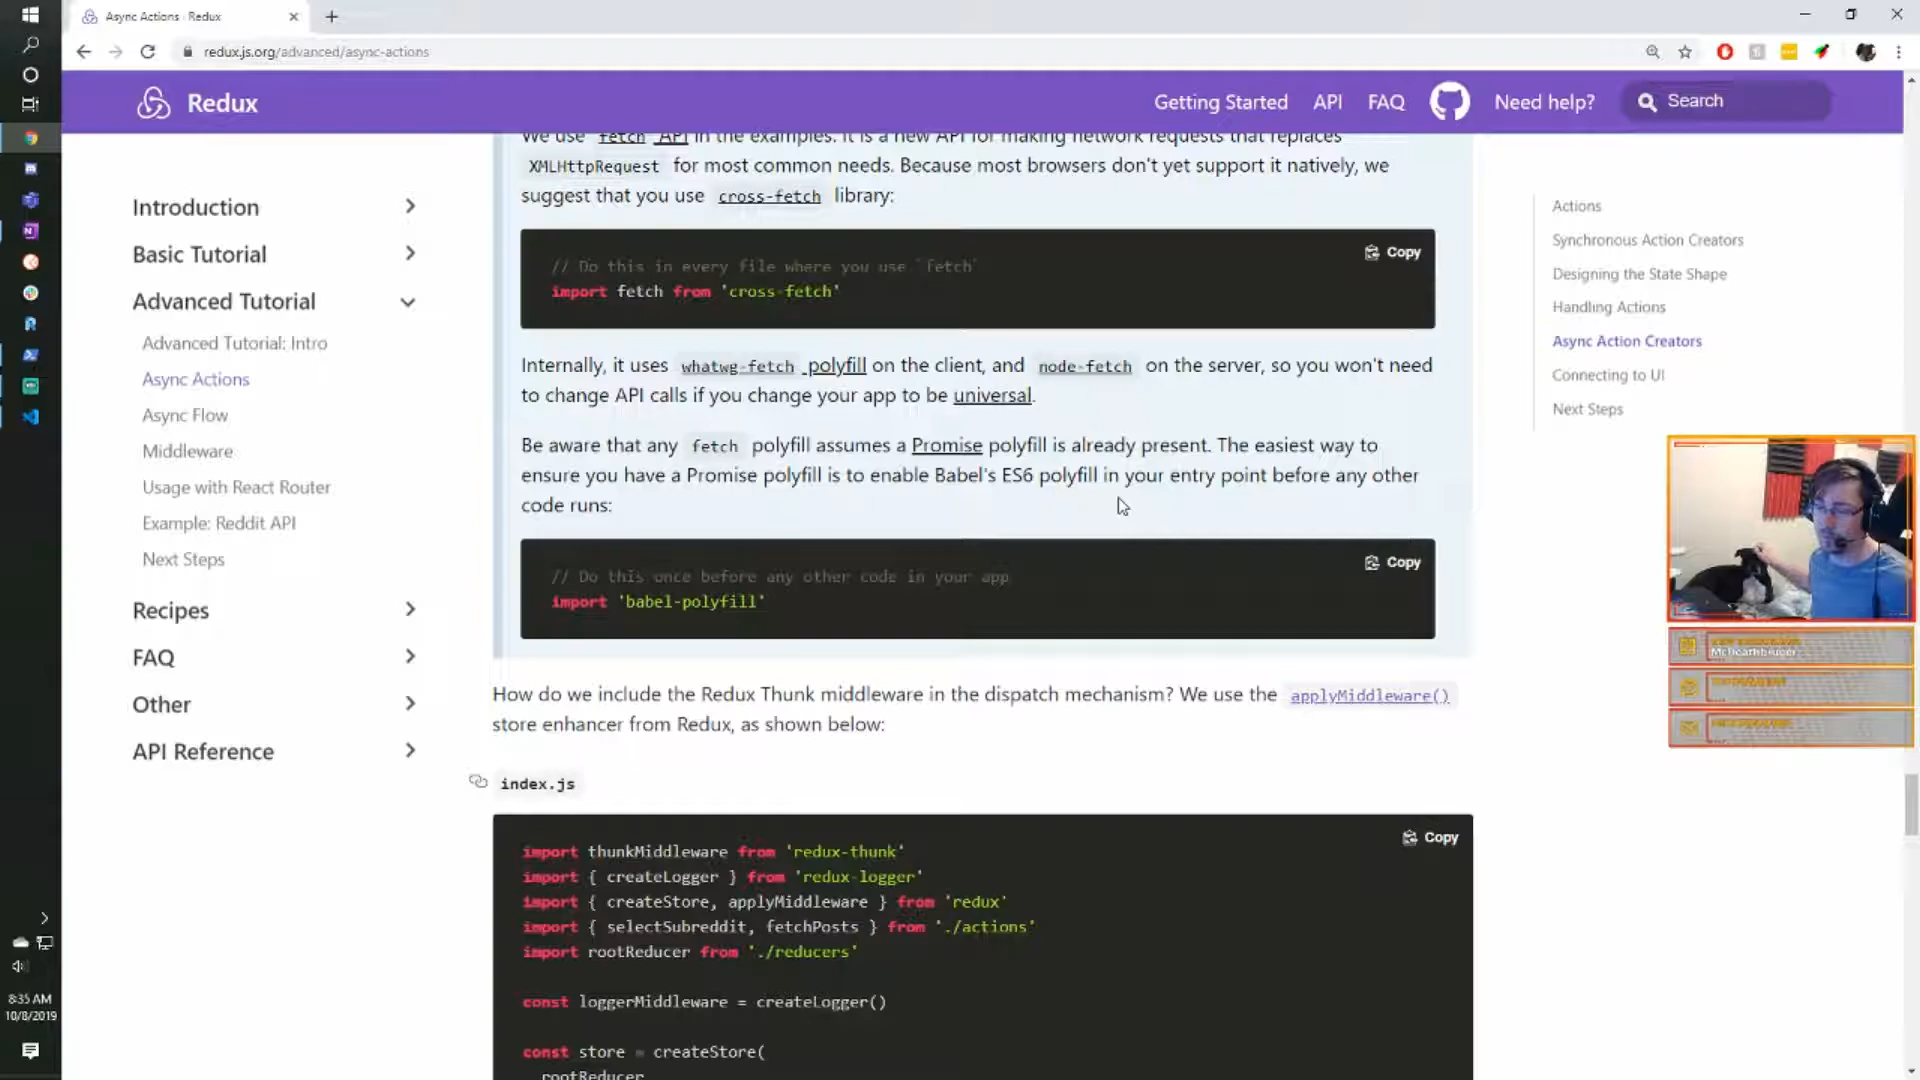 Async Actions · Redux
redux.js.org/advanced/async-actions
Redux
Getting Started
API
FAQ
Need help?
Search
Introduction
Basic Tutorial
Advanced Tutorial
Advanced Tutorial: Intro
Async Actions
Async Flow
Middleware
Usage with React Router
Example: Reddit API
Next Steps
Recipes
FAQ
Other
API Reference
We use fetch API in the examples. It is a new API for making network requests that replaces
XMLHttpRequest for most common needs. Because most browsers don't yet support it natively, we
suggest that you use cross-fetch library:
Copy
// Do this in every file where you use `fetch`
import fetch from 'cross-fetch'
Internally, it uses whatwg-fetch polyfill on the client, and node-fetch on the server, so you won't need
to change API calls if you change your app to be universal.
Be aware that any fetch polyfill assumes a Promise polyfill is already present. The easiest way to
ensure you have a Promise polyfill is to enable Babel's ES6 polyfill in your entry point before any other
code runs:
Copy
// Do this once before any other code in your app
import 'babel-polyfill'
How do we include the Redux Thunk middleware in the dispatch mechanism? We use the applyMiddleware()
store enhancer from Redux, as shown below:
index.js
Copy
import thunkMiddleware from 'redux-thunk'
import { createLogger } from 'redux-logger'
import { createStore, applyMiddleware } from 'redux'
import { selectSubreddit, fetchPosts } from './actions'
import rootReducer from './reducers'
const loggerMiddleware = createLogger()
const store = createStore(
rootReducer
Actions
Synchronous Action Creators
Designing the State Shape
Handling Actions
Async Action Creators
Connecting to UI
Next Steps
8:35 AM
10/8/2019